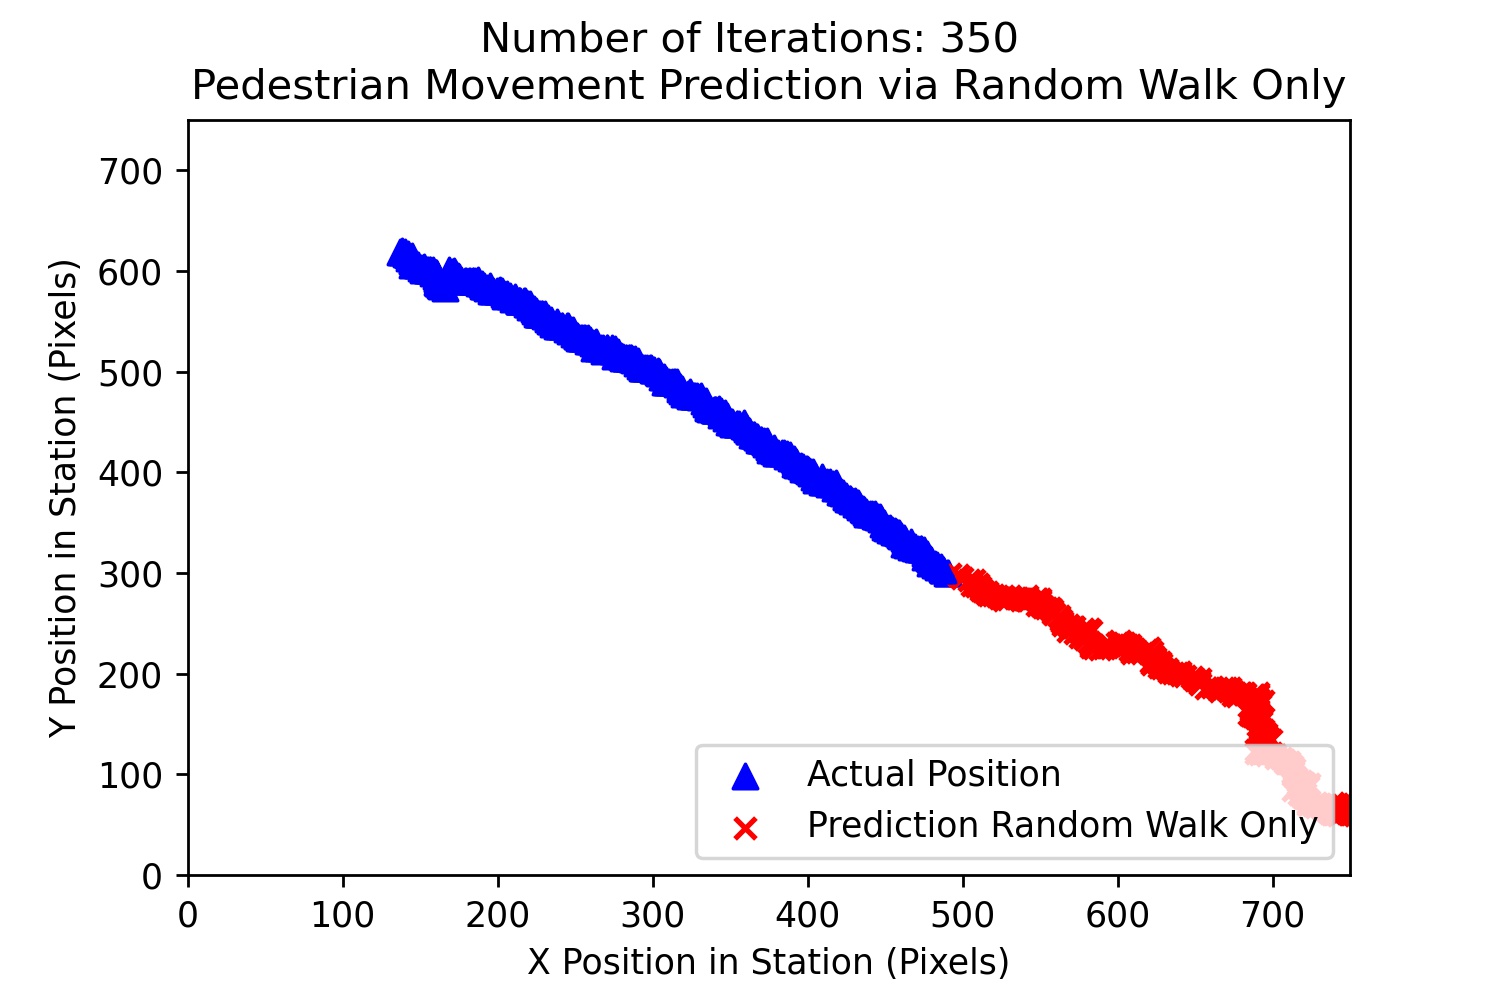 Number of Iterations: 350
Pedestrian Movement Prediction via Random Walk Only
Y Position in Station (Pixels)
700
600
500
400
300
200
100
0
Actual Position
Prediction Random Walk Only
0 100 200 300 400 500 600 700
X Position in Station (Pixels)